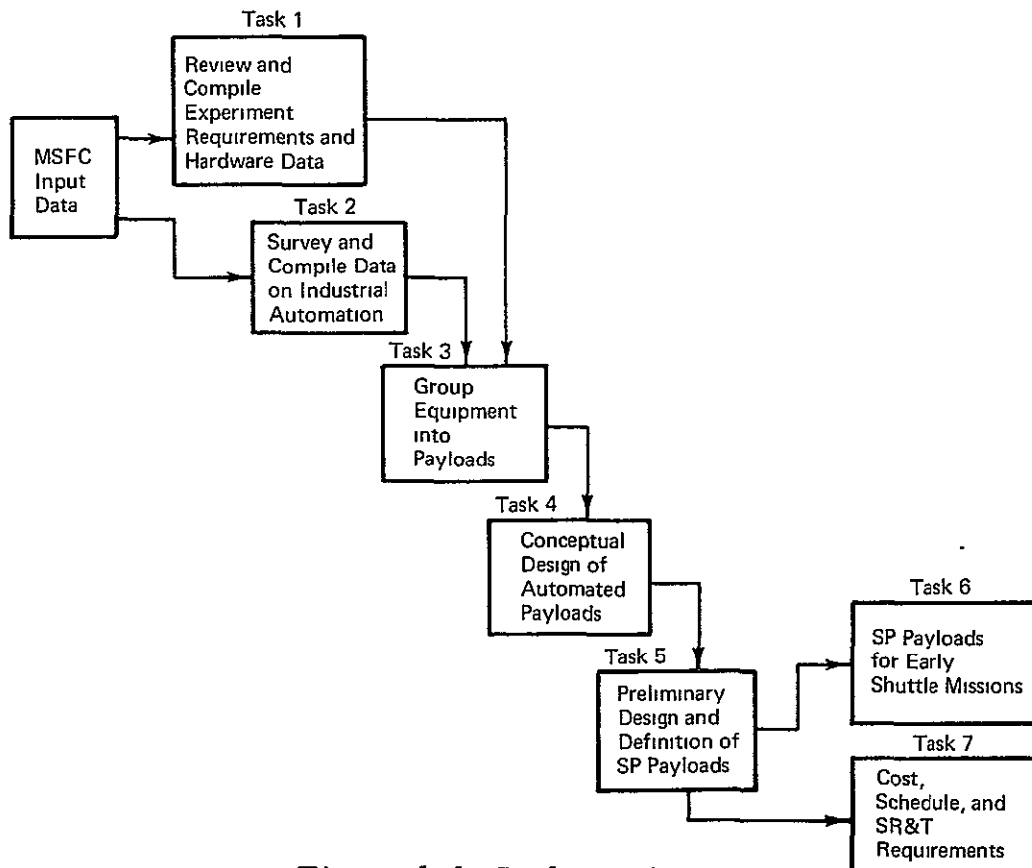 Task 1
Review and
Compile
Experiment
Requirements and
Hardware Data
MSFC
Input
Data
Task 2
Survey and
Compile Data
on Industrial
Automation
Task 3
Group
Equipment
into
Payloads
Task 4
Conceptual
Design of
Automated
Payloads
Task 5
Preliminary
Design and
Definition of
SP Payloads
Task 6
SP Payloads
for Early
Shuttle Missions
Task 7
Cost,
Schedule, and
SR&T
Requirements